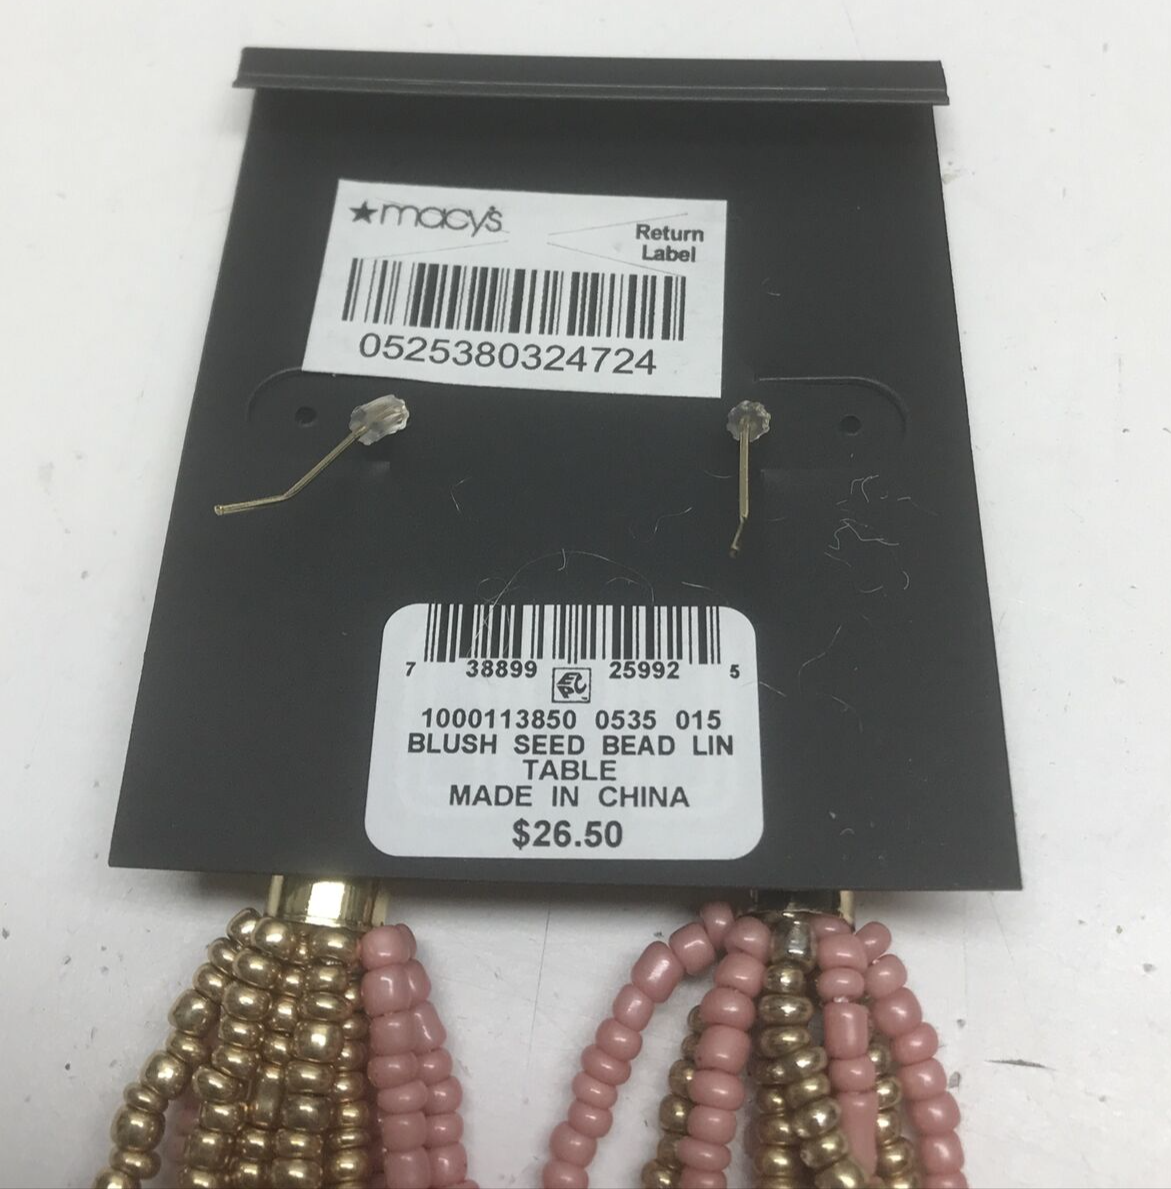 ★macy's
Return
Label
0525380324724
7 38899 25992 5
EPC
1000113850 0535 015
BLUSH SEED BEAD LIN
TABLE
MADE IN CHINA
$26.50